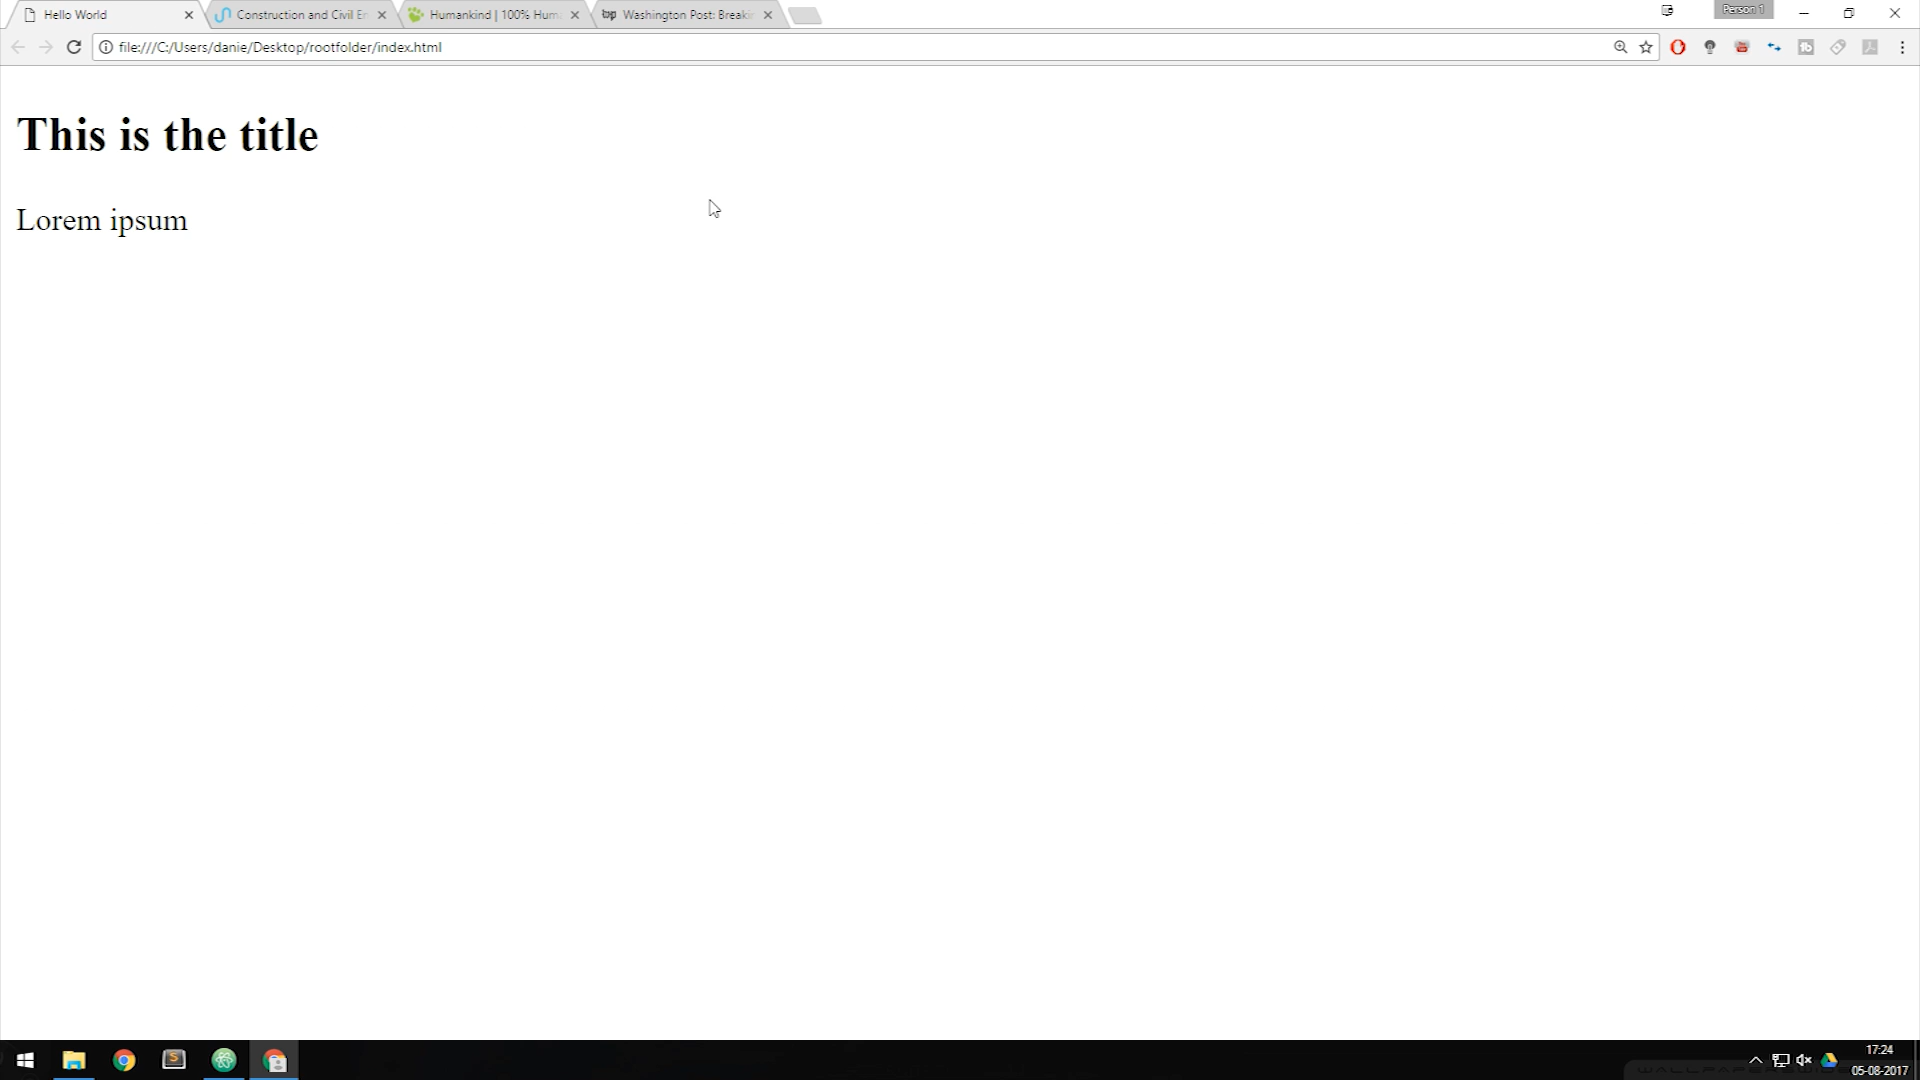 Hello World
Construction and Civil En
Humankind | 100% Hum
Washington Post: Breaki
Person 1
file:///C:/Users/danie/Desktop/rootfolder/index.html
This is the title
Lorem ipsum
17:24
05-08-2017